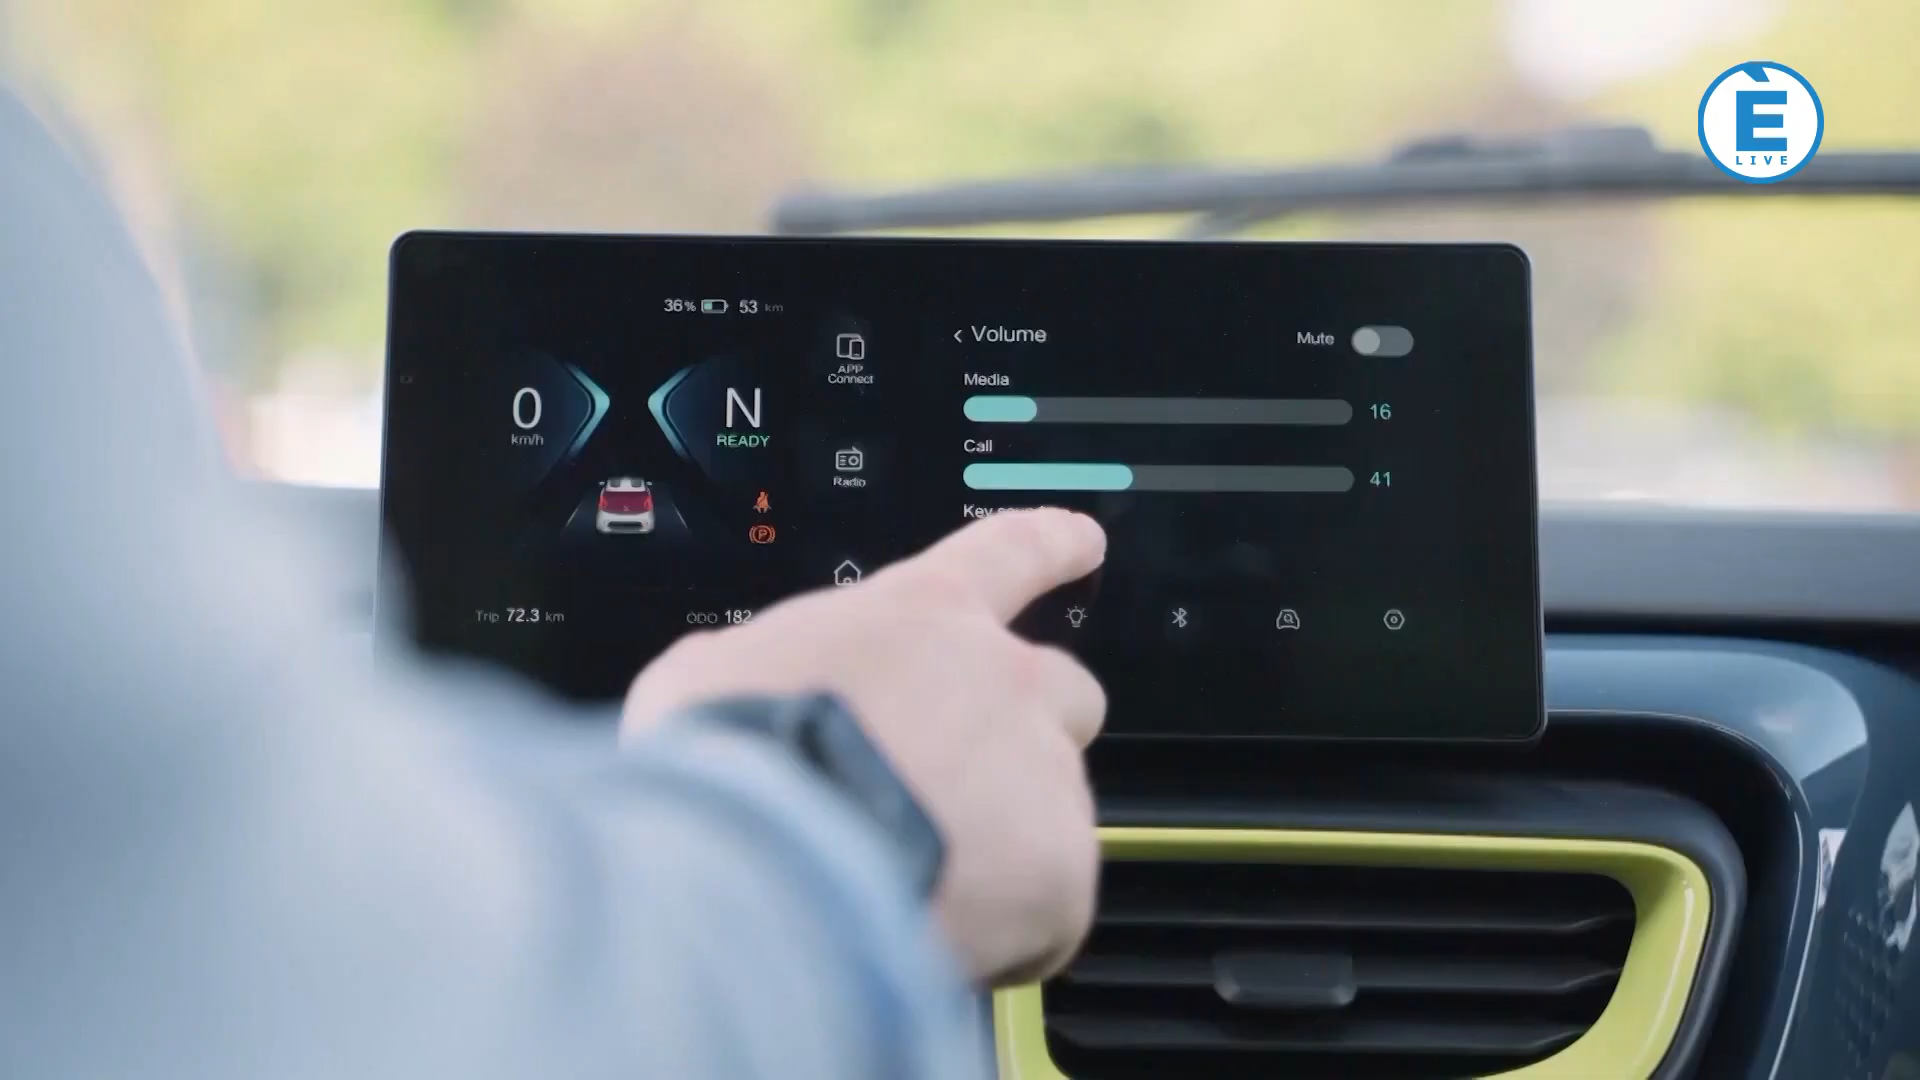 È
LIVE
36% 53 km
Volume
Mute
APP
Connect
Media
0
N
16
km/h
READY
Call
Radio
41
Key
P
Trip 72.3 km
ODO 182